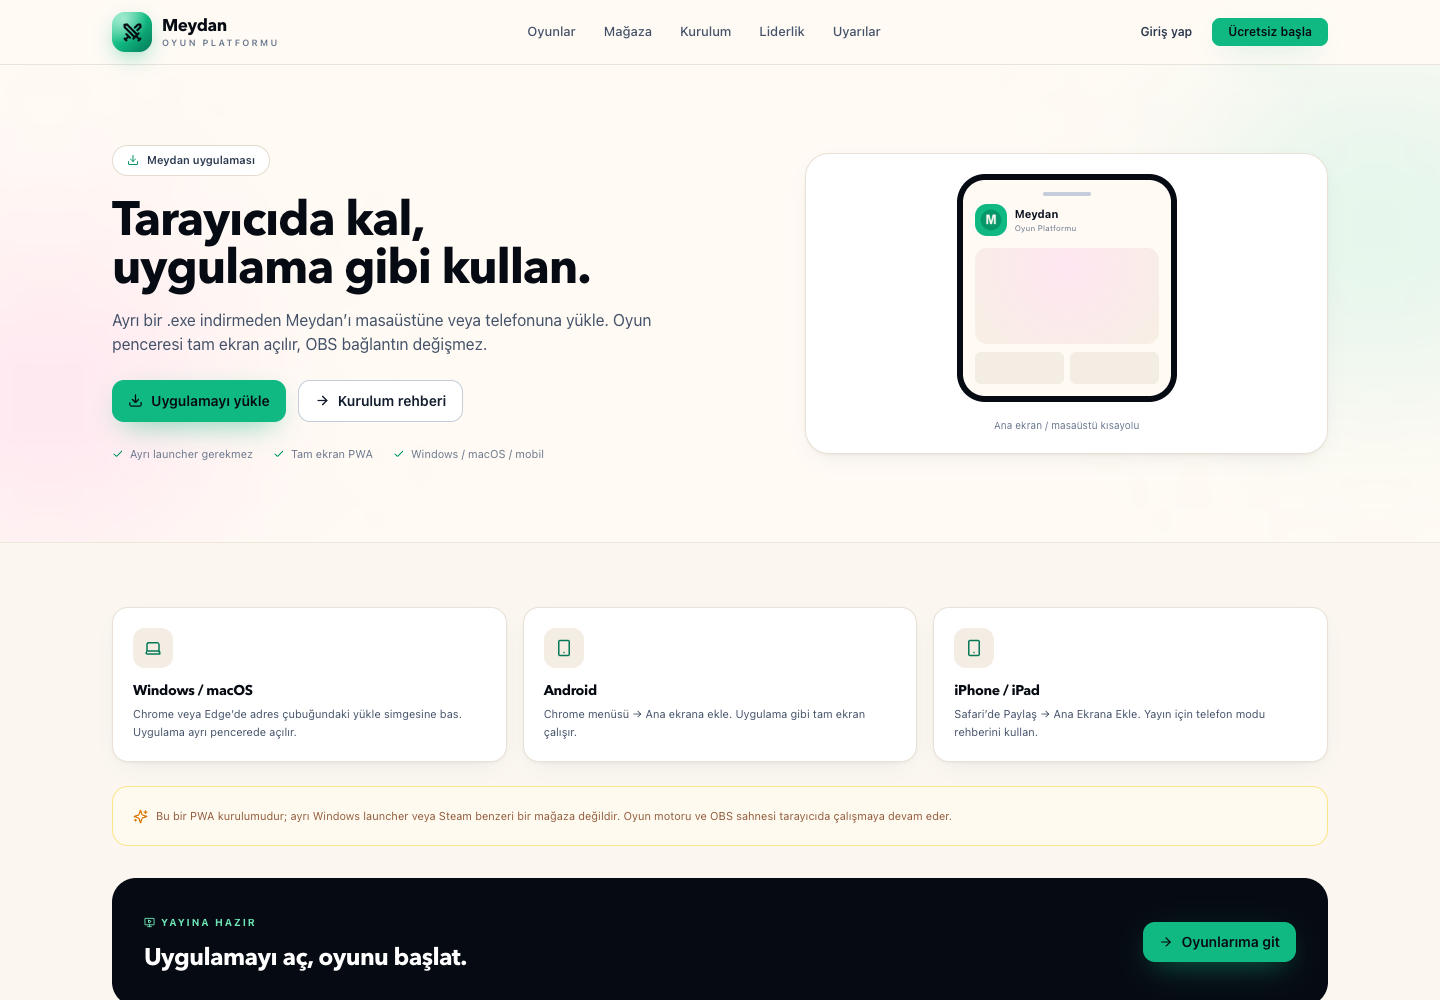 Meydan
OYUN PLATFORMU
Oyunlar
Mağaza
Kurulum
Liderlik
Uyarılar
Giriş yap
Ücretsiz başla
Meydan uygulaması
Tarayıcıda kal,
uygulama gibi kullan.
Ayrı bir .exe indirmeden Meydan’ı masaüstüne veya telefonuna yükle. Oyun
penceresi tam ekran açılır, OBS bağlantın değişmez.
Uygulamayı yükle
Kurulum rehberi
Ayrı launcher gerekmez
Tam ekran PWA
Windows / macOS / mobil
M
Meydan
Oyun Platformu
Ana ekran / masaüstü kısayolu
Windows / macOS
Chrome veya Edge’de adres çubuğundaki yükle simgesine bas.
Uygulama ayrı pencerede açılır.
Android
Chrome menüsü → Ana ekrana ekle. Uygulama gibi tam ekran
çalışır.
iPhone / iPad
Safari’de Paylaş → Ana Ekrana Ekle. Yayın için telefon modu
rehberini kullan.
Bu bir PWA kurulumudur; ayrı Windows launcher veya Steam benzeri bir mağaza değildir. Oyun motoru ve OBS sahnesi tarayıcıda çalışmaya devam eder.
YAYINA HAZIR
Uygulamayı aç, oyunu başlat.
Oyunlarıma git